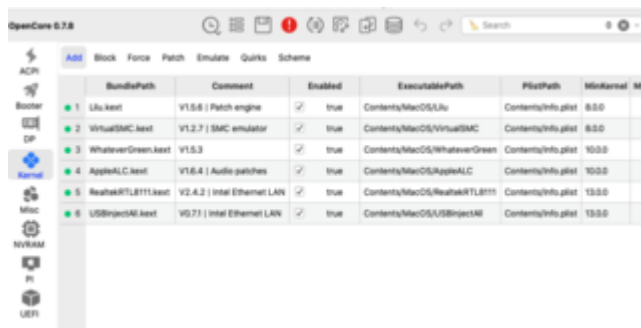 OpenCore 0.7.8 Search 0
Add Block Force Patch Emulate Quirks Scheme
ACPI
Booter
DP
Kernel
Misc
NVRAM
PI
UEFI
BundlePath Comment Enabled ExecutablePath PlistPath MinKernel M
1 Lilu.kext V1.5.6 | Patch engine true Contents/MacOS/Lilu Contents/Info.plist 8.0.0
2 VirtualSMC.kext V1.2.7 | SMC emulator true Contents/MacOS/VirtualSMC Contents/Info.plist 8.0.0
3 WhateverGreen.kext V1.5.3 true Contents/MacOS/WhateverGreen Contents/Info.plist 10.0.0
4 AppleALC.kext V1.6.4 | Audio patches true Contents/MacOS/AppleALC Contents/Info.plist 10.0.0
5 RealtekRTL8111.kext V2.4.2 | Intel Ethernet LAN true Contents/MacOS/RealtekRTL8111 Contents/Info.plist 13.0.0
6 USBInjectAll.kext V0.7.1 | Intel Ethernet LAN true Contents/MacOS/USBInjectAll Contents/Info.plist 13.0.0